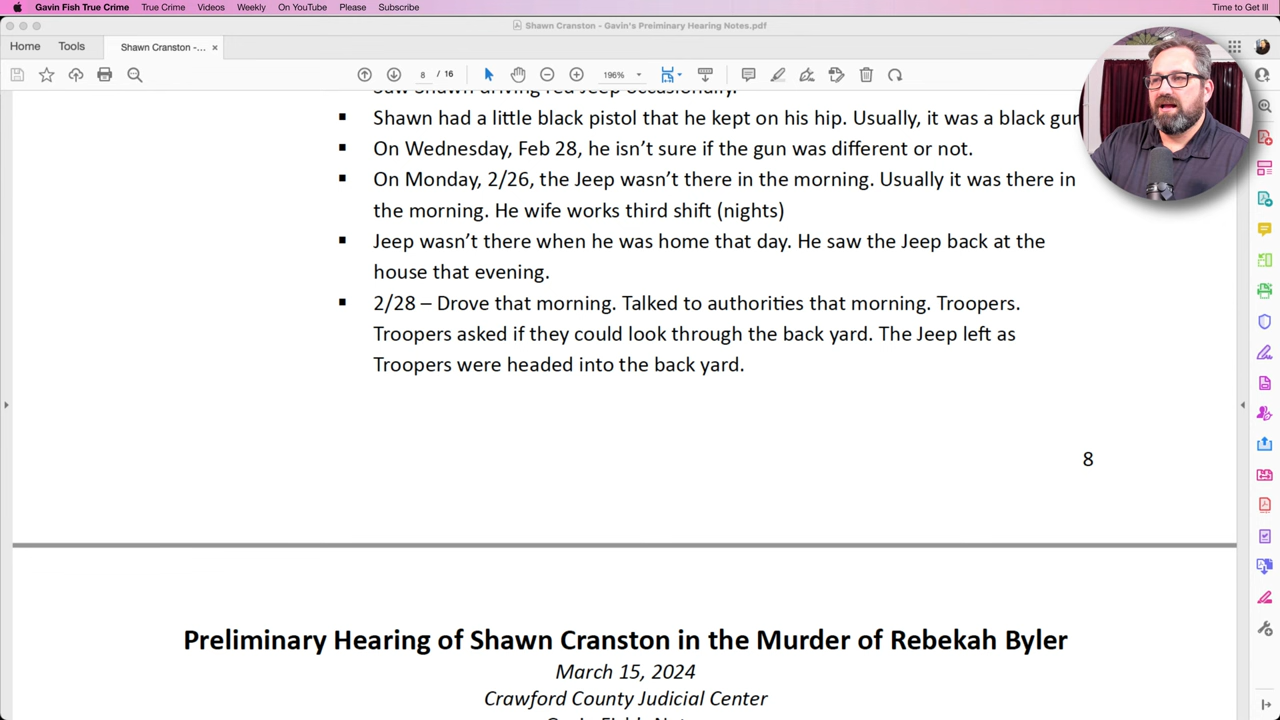 Gavin Fish True Crime True Crime Videos Weekly On YouTube Please Subscribe Time to Get Ill
Shawn Cranston - Gavin's Preiminary Hearing Notes.pdf
Home Tools Shawn Cranston -... ×
8 / 16 196%
Saw Shawn driving red Jeep occasionally.
▪ Shawn had a little black pistol that he kept on his hip. Usually, it was a black gun
▪ On Wednesday, Feb 28, he isn't sure if the gun was different or not.
▪ On Monday, 2/26, the Jeep wasn't there in the morning. Usually it was there in
the morning. He wife works third shift (nights)
▪ Jeep wasn't there when he was home that day. He saw the Jeep back at the
house that evening.
▪ 2/28 – Drove that morning. Talked to authorities that morning. Troopers.
Troopers asked if they could look through the back yard. The Jeep left as
Troopers were headed into the back yard.
8
Preliminary Hearing of Shawn Cranston in the Murder of Rebekah Byler
March 15, 2024
Crawford County Judicial Center